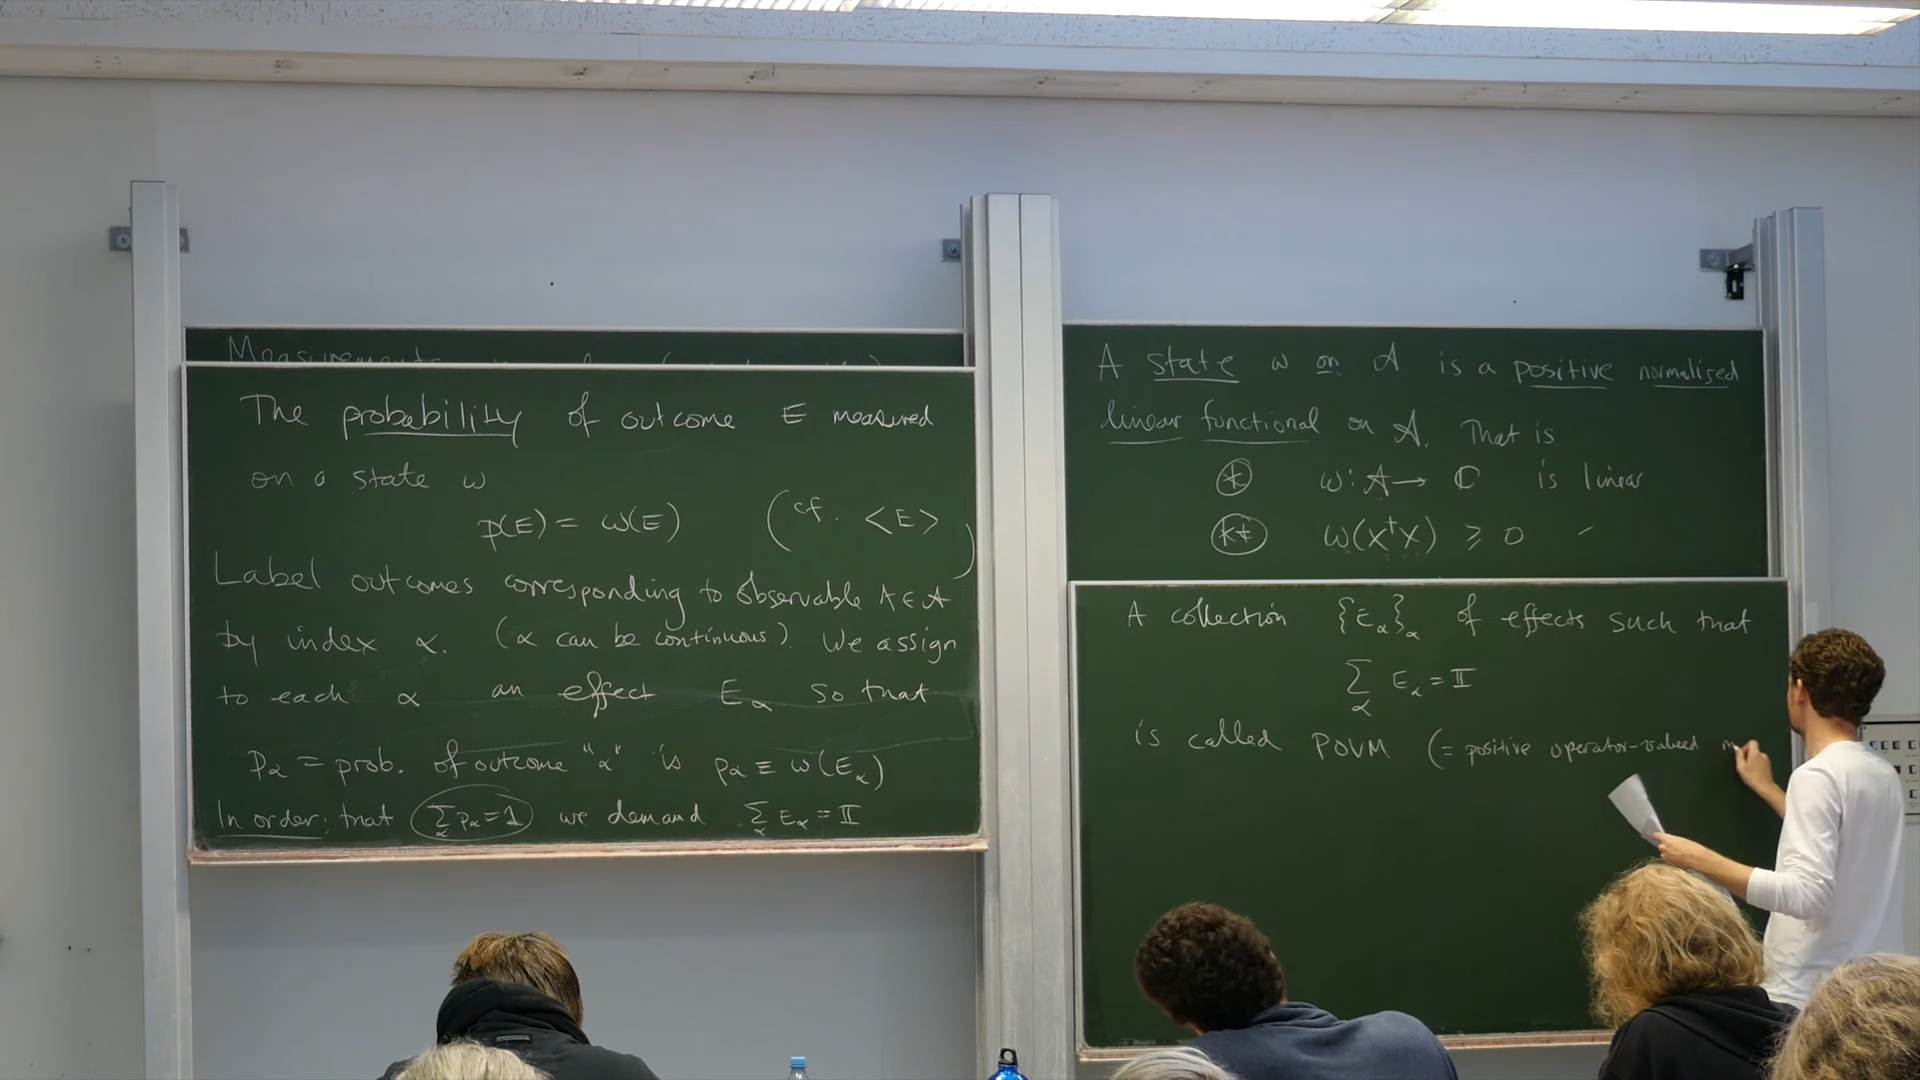 Measurements
The probability of outcome E measured
on a state ω
p(E) = ω(E) (cf. <E>)
Label outcomes corresponding to observable A ∈ 𝒜
by index α. (α can be continuous). We assign
to each α an effect E_α so that
p_α = prob. of outcome "α" is p_α ≡ ω(E_α)
In order; that ∑_α p_α = 1 we demand ∑_α E_α = 𝕀
A state ω on 𝒜 is a positive normalised
linear functional on 𝒜. That is
(*) ω: 𝒜 → ℂ is linear
(**) ω(X†X) ⩾ 0
A collection {E_α}_α of effects such that
∑_α E_α = 𝕀
is called POVM (= positive operator-valued m